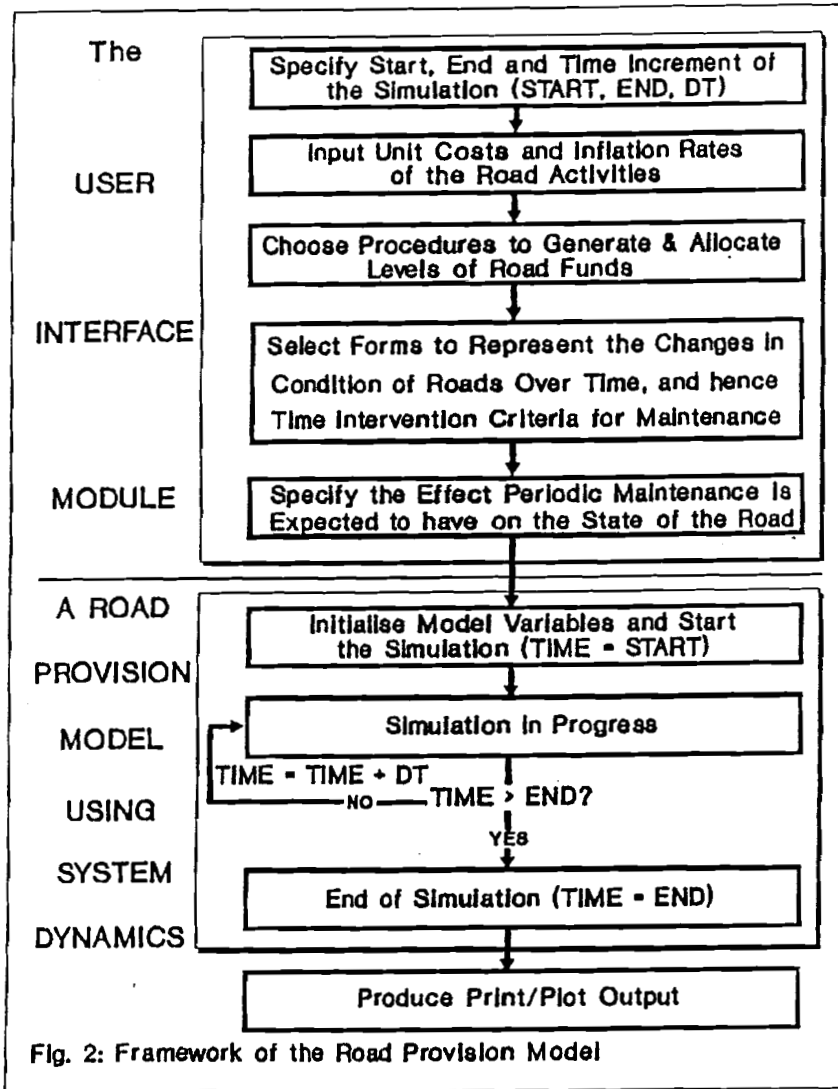 The
USER
INTERFACE
MODULE
Specify Start, End and Time Increment of
the Simulation (START, END, DT)
Input Unit Costs and Inflation Rates
of the Road Activities
Choose Procedures to Generate & Allocate
Levels of Road Funds
Select Forms to Represent the Changes in
Condition of Roads Over Time, and hence
Time Intervention Criteria for Maintenance
Specify the Effect Periodic Maintenance is
Expected to have on the State of the Road
A ROAD
PROVISION
MODEL
USING
SYSTEM
DYNAMICS
Initialise Model Variables and Start
the Simulation (TIME = START)
Simulation in Progress
TIME = TIME + DT
NO
TIME > END?
YES
End of Simulation (TIME = END)
Produce Print/Plot Output
Fig. 2: Framework of the Road Provision Model